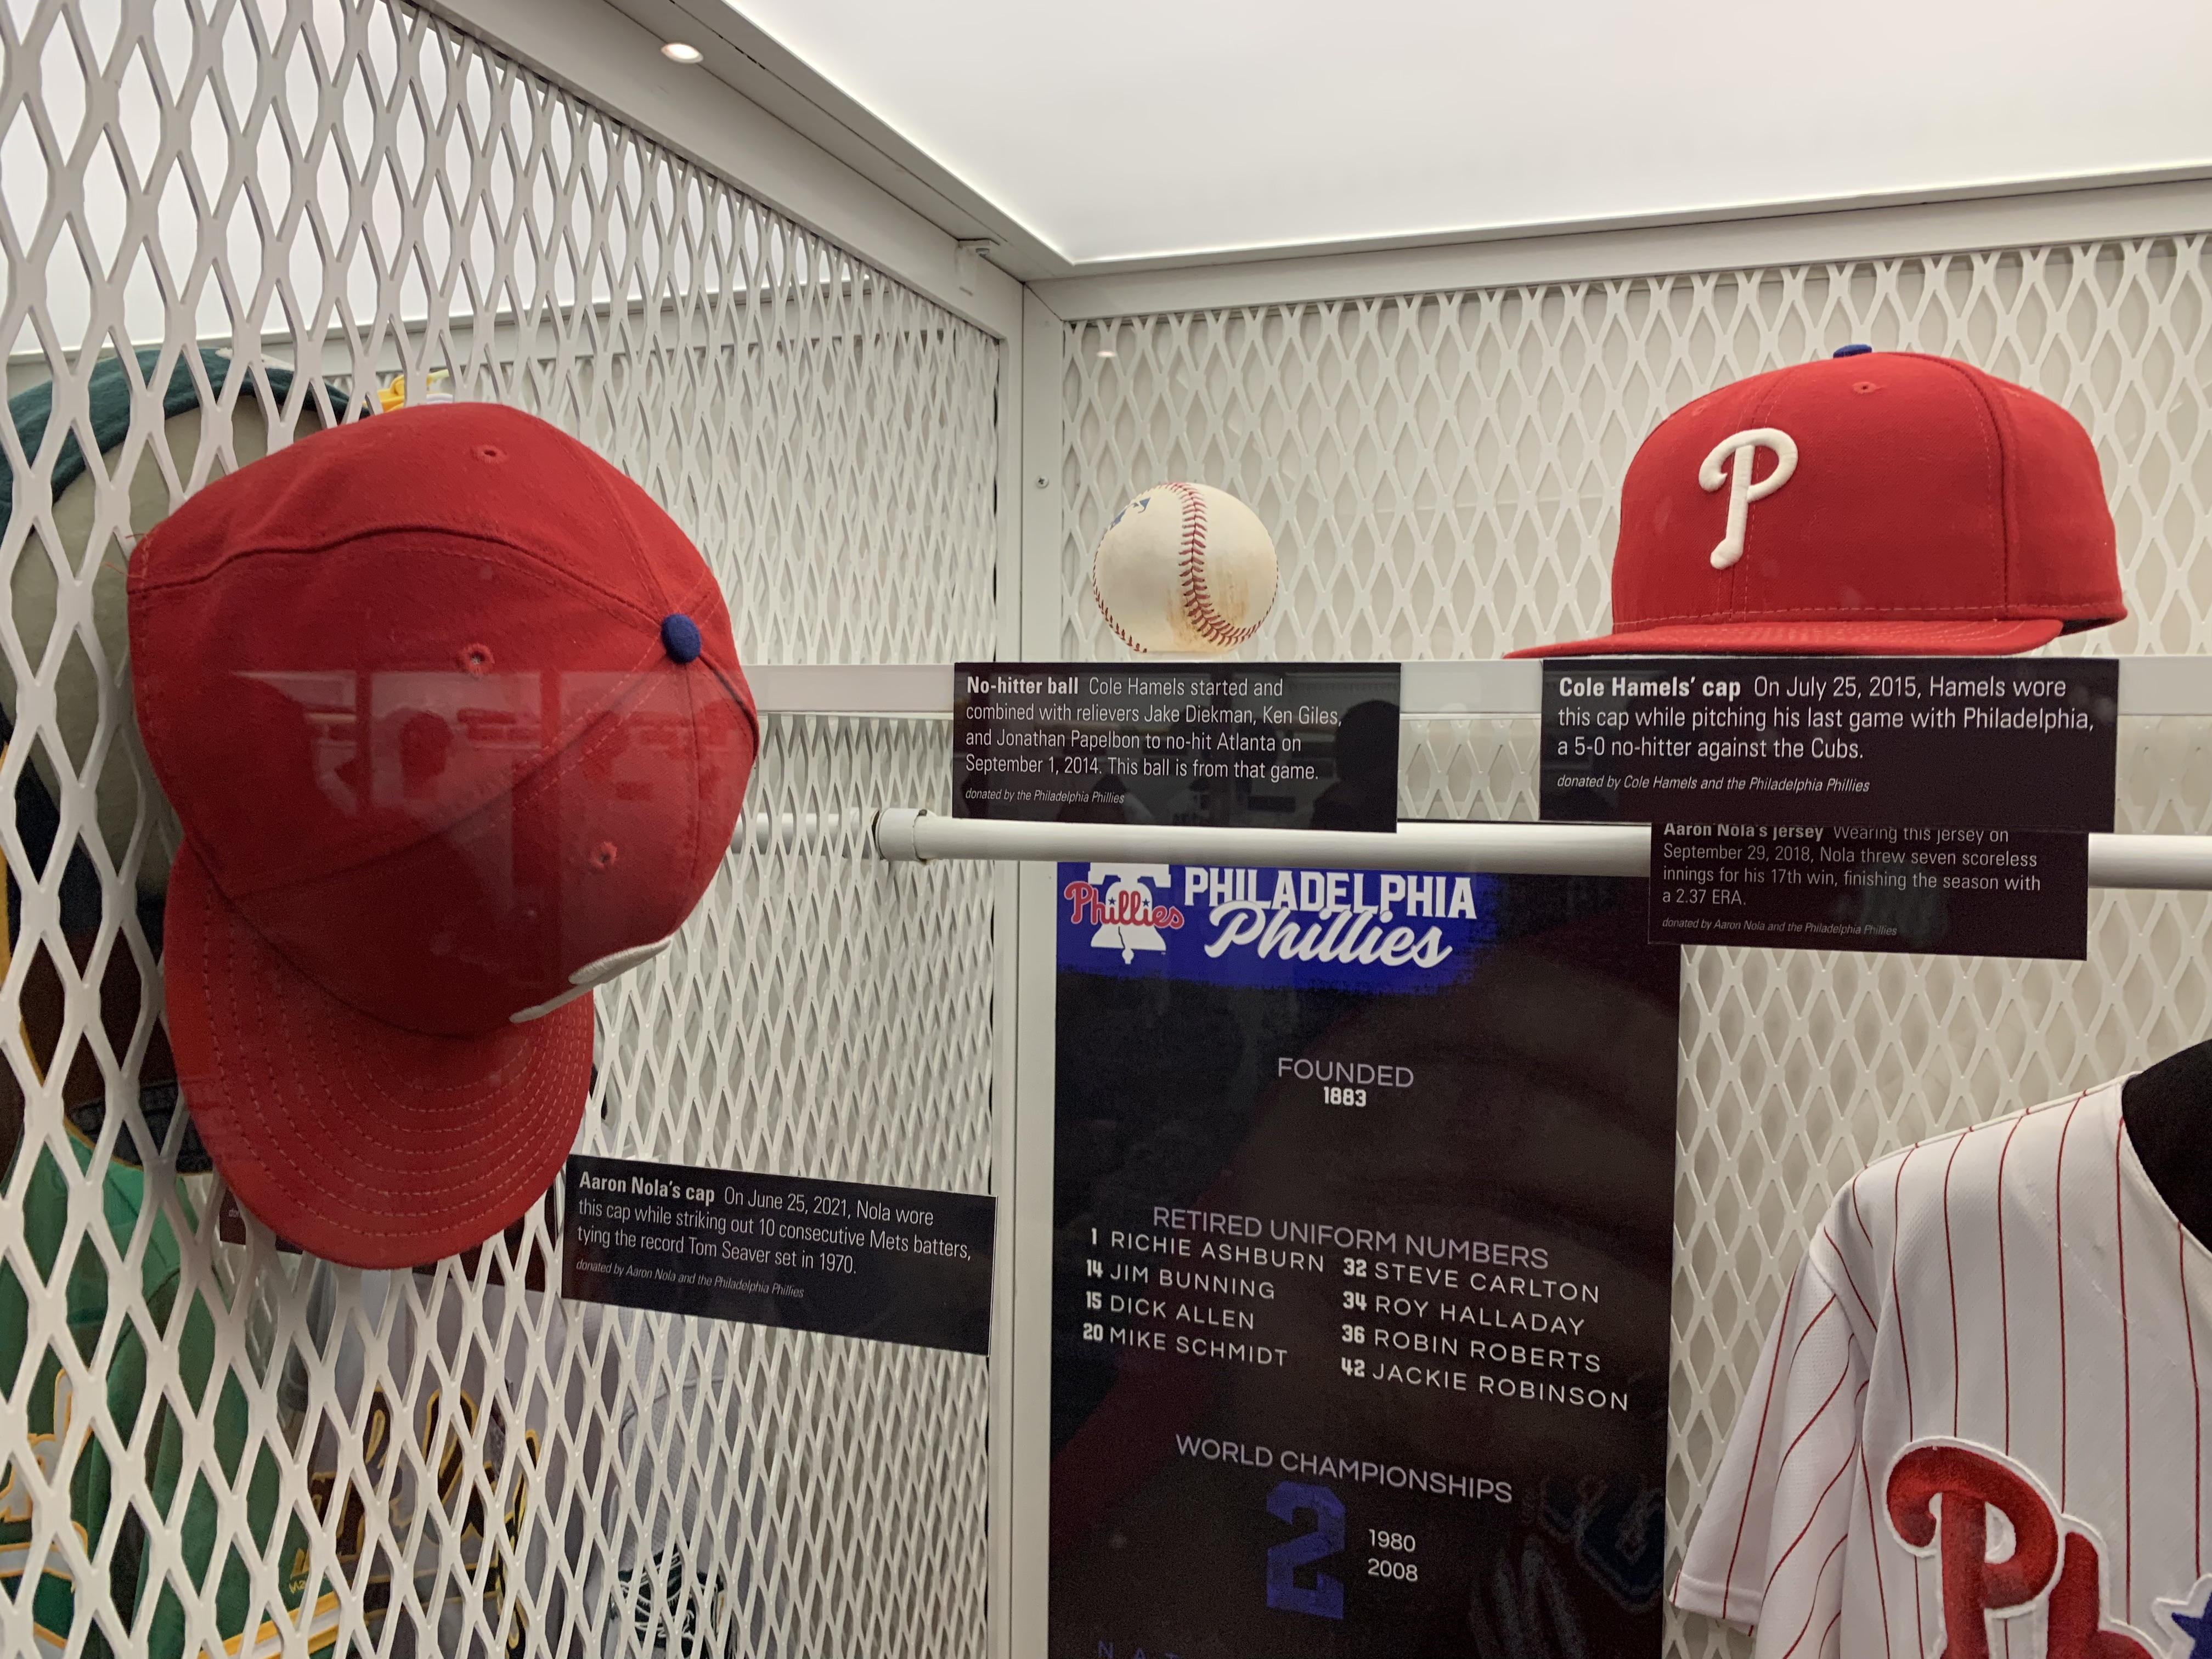 P
No-hitter ball Cole Hamels started and
combined with relievers Jake Diekman, Ken Giles,
and Jonathan Papelbon to no-hit Atlanta on
September 1, 2014. This ball is from that game.
donated by the Philadelphia Phillies
Cole Hamels' cap On July 25, 2015, Hamels wore
this cap while pitching his last game with Philadelphia,
a 5-0 no-hitter against the Cubs.
donated by Cole Hamels and the Philadelphia Phillies
Aaron Nola's jersey Wearing this jersey on
September 29, 2018, Nola threw seven scoreless
innings for his 17th win, finishing the season with
a 2.37 ERA.
donated by Aaron Nola and the Philadelphia Phillies
Aaron Nola's cap On June 25, 2021, Nola wore
this cap while striking out 10 consecutive Mets batters,
tying the record Tom Seaver set in 1970.
donated by Aaron Nola and the Philadelphia Phillies
Phillies
PHILADELPHIA
Phillies
FOUNDED
1883
RETIRED UNIFORM NUMBERS
1 RICHIE ASHBURN
14 JIM BUNNING
15 DICK ALLEN
20 MIKE SCHMIDT
32 STEVE CARLTON
34 ROY HALLADAY
36 ROBIN ROBERTS
42 JACKIE ROBINSON
WORLD CHAMPIONSHIPS
2
1980
2008
Ph